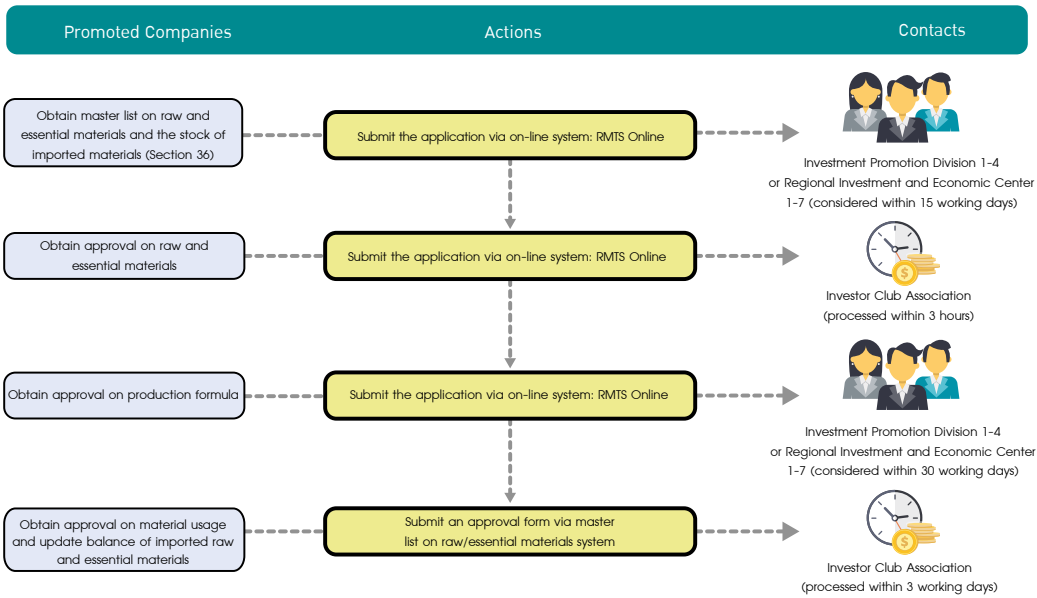 Promoted Companies
Actions
Contacts
Obtain master list on raw and
essential materials and the stock of
imported materials (Section 36)
Submit the application via on-line system: RMTS Online
Investment Promotion Division 1-4
or Regional Investment and Economic Center
1-7 (considered within 15 working days)
Obtain approval on raw and
essential materials
Submit the application via on-line system: RMTS Online
$
Investor Club Association
(processed within 3 hours)
Obtain approval on production formula
Submit the application via on-line system: RMTS Online
Investment Promotion Division 1-4
or Regional Investment and Economic Center
1-7 (considered within 30 working days)
Obtain approval on material usage
and update balance of imported raw
and essential materials
Submit an approval form via master
list on raw/essential materials system
$
Investor Club Association
(processed within 3 working days)